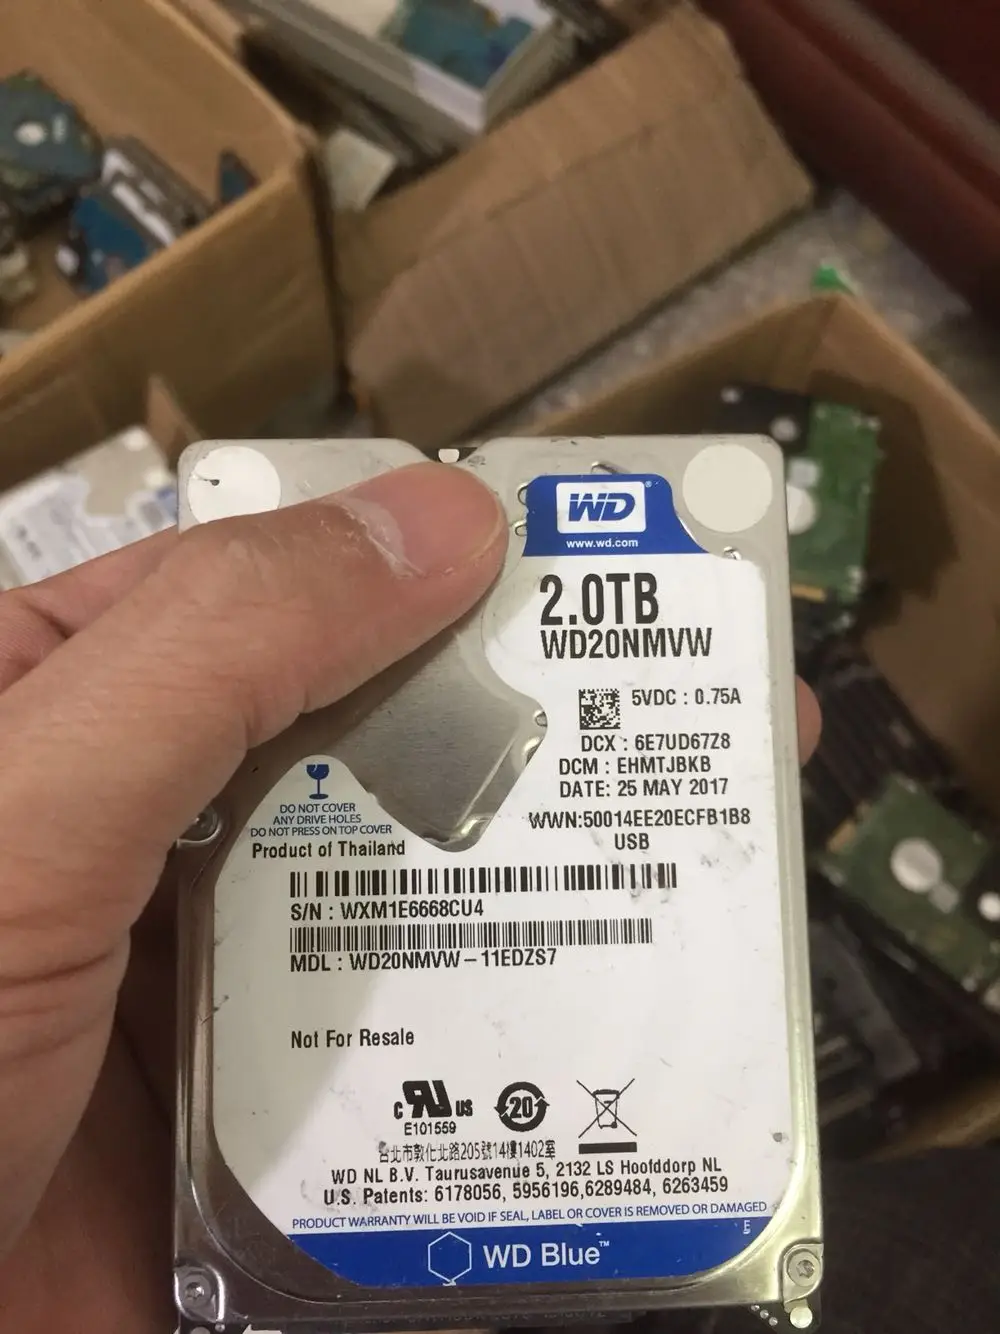 WD®
www.wd.com
2.0TB
WD20NMVW
5VDC : 0.75A
DCX : 6E7UD67Z8
DCM : EHMTJBKB
DATE: 25 MAY 2017
WWN:50014EE20ECFB1B8
USB
DO NOT COVER
ANY DRIVE HOLES
DO NOT PRESS ON TOP COVER
Product of Thailand
S/N : WXM1E6668CU4
MDL : WD20NMVW – 11EDZS7
Not For Resale
c RU US
E101559
20
台北市敦化北路205號14樓1402室
WD NL B.V. Taurusavenue 5, 2132 LS Hoofddorp NL
U.S. Patents: 6178056, 5956196,6289484, 6263459
PRODUCT WARRANTY WILL BE VOID IF SEAL, LABEL OR COVER IS REMOVED OR DAMAGED
WD Blue™